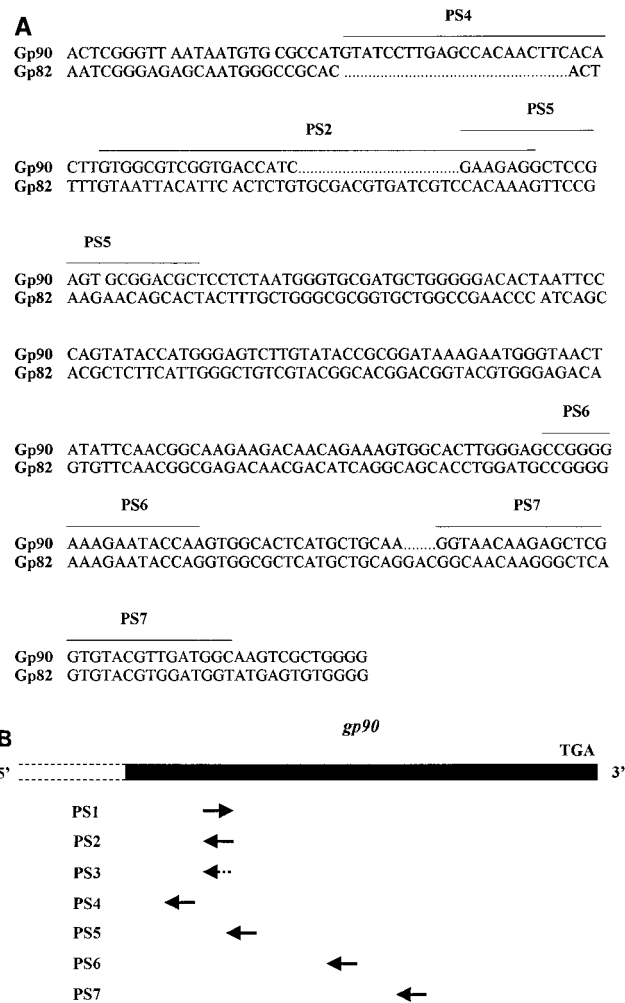 A
PS4
Gp90 ACTCGGGTT AATAATGTG CGCCATGTATCCTTGAGCCACAACTTCACA
Gp82 AATCGGGAGAGCAATGGGCCGCAC ........................................................ACT
PS5
PS2
Gp90 CTTGTGGCGTCGGTGACCATC........................................GAAGAGGCTCCG
Gp82 TTTGTAATTACATTC ACTCTGTGCGACGTGATCGTCCACAAAGTTCCG
PS5
Gp90 AGT GCGGACGCTCCTCTAATGGGTGCGATGCTGGGGGACACTAATTCC
Gp82 AAGAACAGCACTACTTTGCTGGGCGCGGTGCTGGCCGAACCC ATCAGC
Gp90 CAGTATACCATGGGAGTCTTGTATACCGCGGATAAAGAATGGGTAACT
Gp82 ACGCTCTTCATTGGGCTGTCGTACGGCACGGACGGTACGTGGGAGACA
PS6
Gp90 ATATTCAACGGCAAGAAGACAACAGAAAGTGGCACTTGGGAGCCGGGG
Gp82 GTGTTCAACGGCGAGACAACGACATCAGGCAGCACCTGGATGCCGGGG
PS6 PS7
Gp90 AAAGAATACCAAGTGGCACTCATGCTGCAA........GGTAACAAGAGCTCG
Gp82 AAAGAATACCAGGTGGCGCTCATGCTGCAGGACGGCAACAAGGGCTCA
PS7
Gp90 GTGTACGTTGATGGCAAGTCGCTGGGG
Gp82 GTGTACGTGGATGGTATGAGTGTGGGG
B
gp90
TGA
5' 3'
PS1
PS2
PS3
PS4
PS5
PS6
PS7